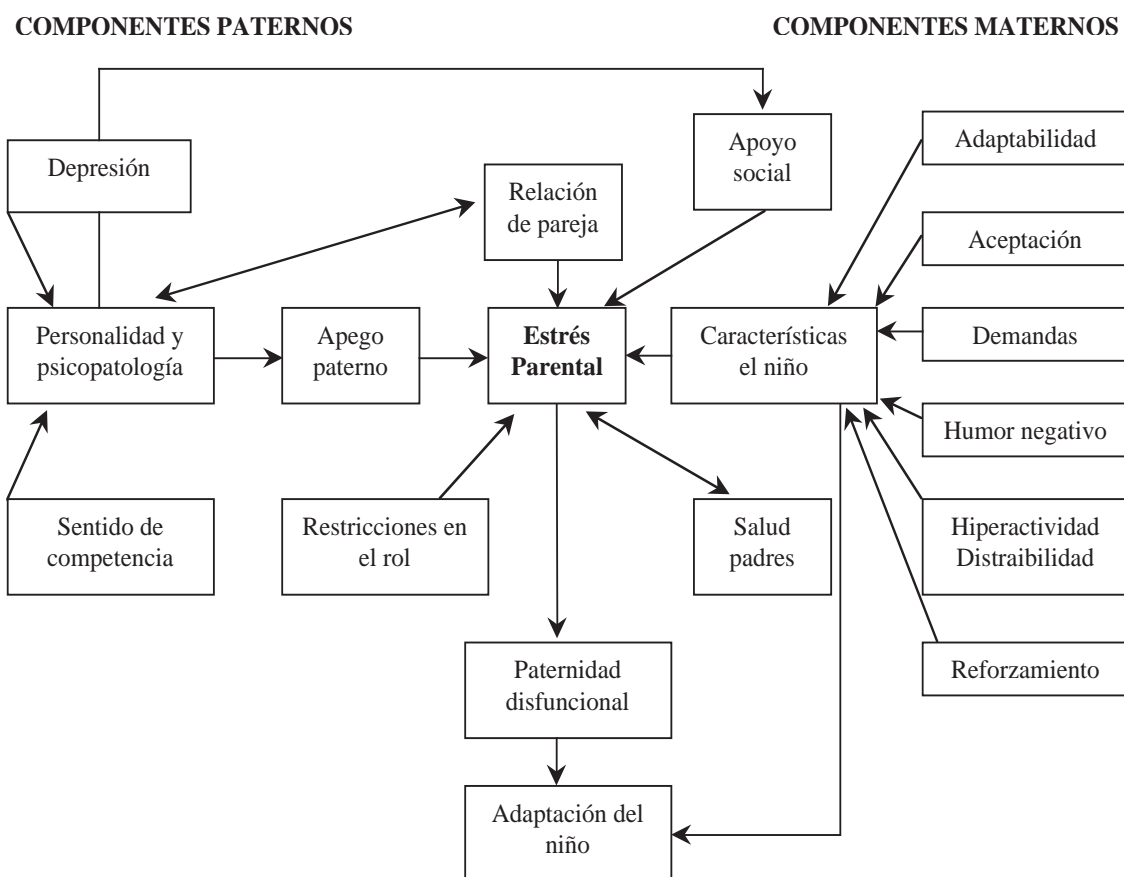 COMPONENTES PATERNOS
COMPONENTES MATERNOS
Depresión
Apoyo
social
Adaptabilidad
Relación
de pareja
Aceptación
Personalidad y
psicopatología
Apego
paterno
Estrés
Parental
Características
el niño
Demandas
Humor negativo
Sentido de
competencia
Restricciones en
el rol
Salud
padres
Hiperactividad
Distraibilidad
Paternidad
disfuncional
Reforzamiento
Adaptación del
niño